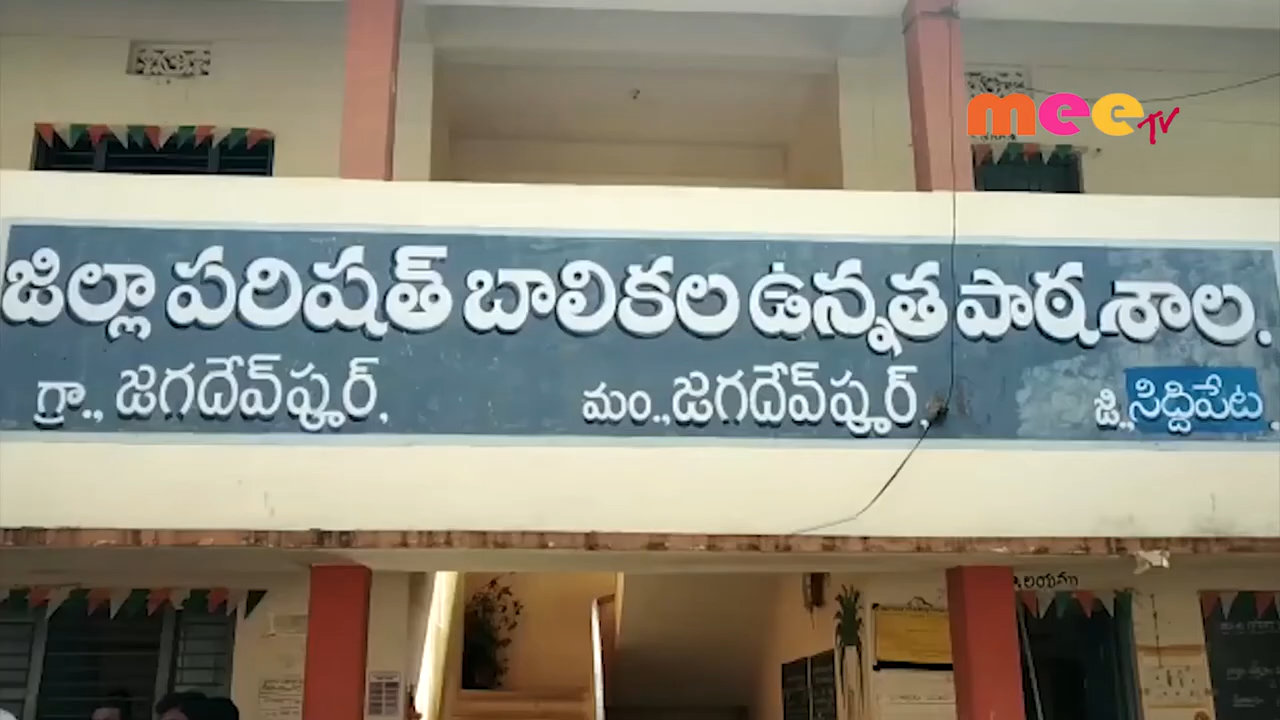 mee TV
జిల్లా పరిషత్ బాలికల ఉన్నత పాఠశాల.
గ్రా., జగదేవ్‌పూర్, మం., జగదేవ్‌పూర్, జి., సిద్దిపేట.